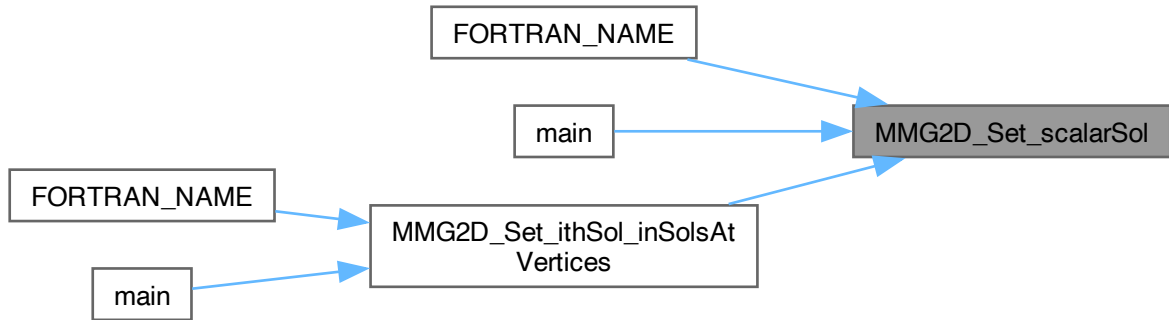 FORTRAN_NAME
main
MMG2D_Set_scalarSol
FORTRAN_NAME
MMG2D_Set_ithSol_inSolsAt
Vertices
main